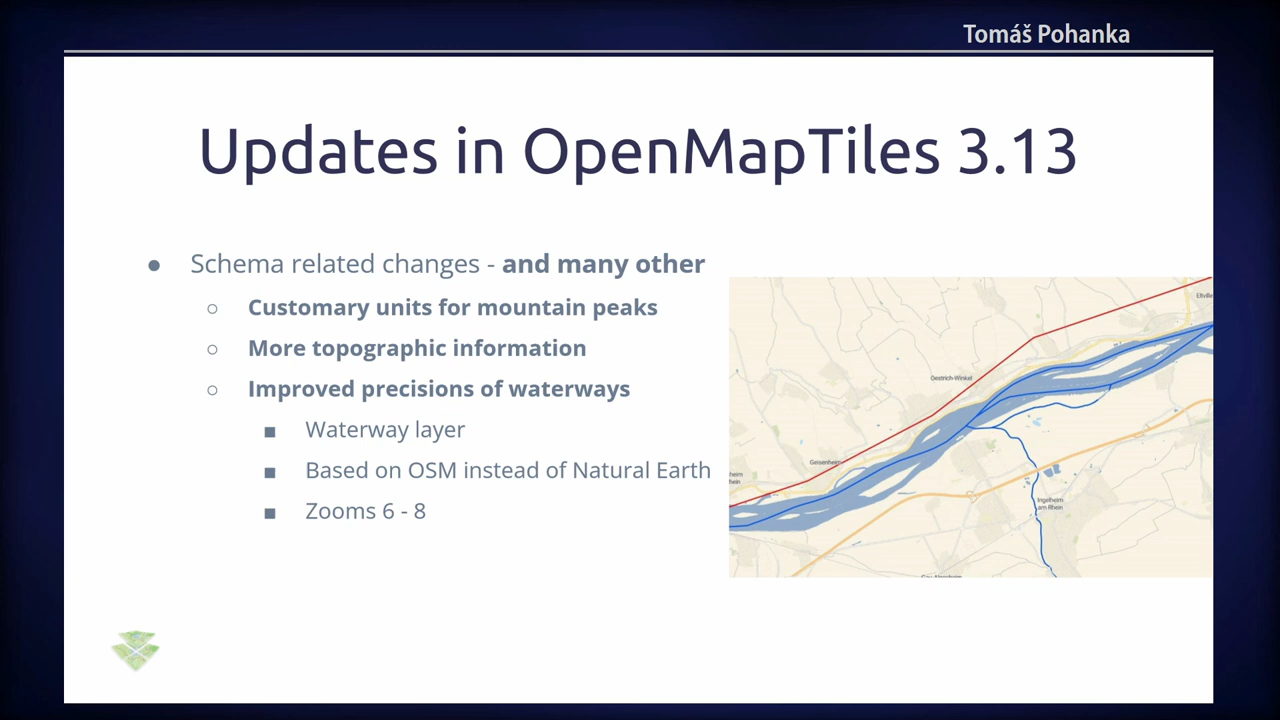 Tomáš Pohanka
Updates in OpenMapTiles 3.13
● Schema related changes - and many other
○ Customary units for mountain peaks
○ More topographic information
○ Improved precisions of waterways
■ Waterway layer
■ Based on OSM instead of Natural Earth
■ Zooms 6 - 8
Eltville
Oestrich-Winkel
Geisenheim
heim
hein
Ingelheim
am Rhein